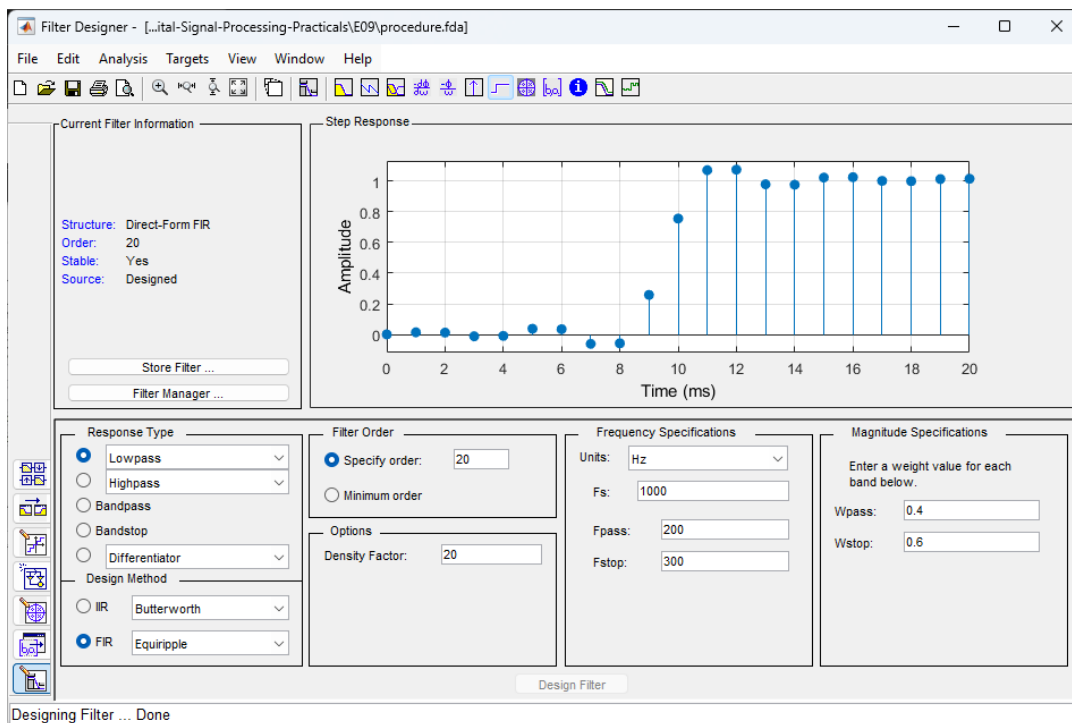 Filter Designer - [...ital-Signal-Processing-Practicals\E09\procedure.fda]
File Edit Analysis Targets View Window Help
Current Filter Information
Structure: Direct-Form FIR
Order: 20
Stable: Yes
Source: Designed
Store Filter ...
Filter Manager ...
Step Response
Amplitude
1
0.8
0.6
0.4
0.2
0
0 2 4 6 8 10 12 14 16 18 20
Time (ms)
Response Type
Lowpass
Highpass
Bandpass
Bandstop
Differentiator
Design Method
IIR Butterworth
FIR Equiripple
Filter Order
Specify order: 20
Minimum order
Options
Density Factor: 20
Frequency Specifications
Units: Hz
Fs: 1000
Fpass: 200
Fstop: 300
Magnitude Specifications
Enter a weight value for each
band below.
Wpass: 0.4
Wstop: 0.6
Design Filter
Designing Filter ... Done